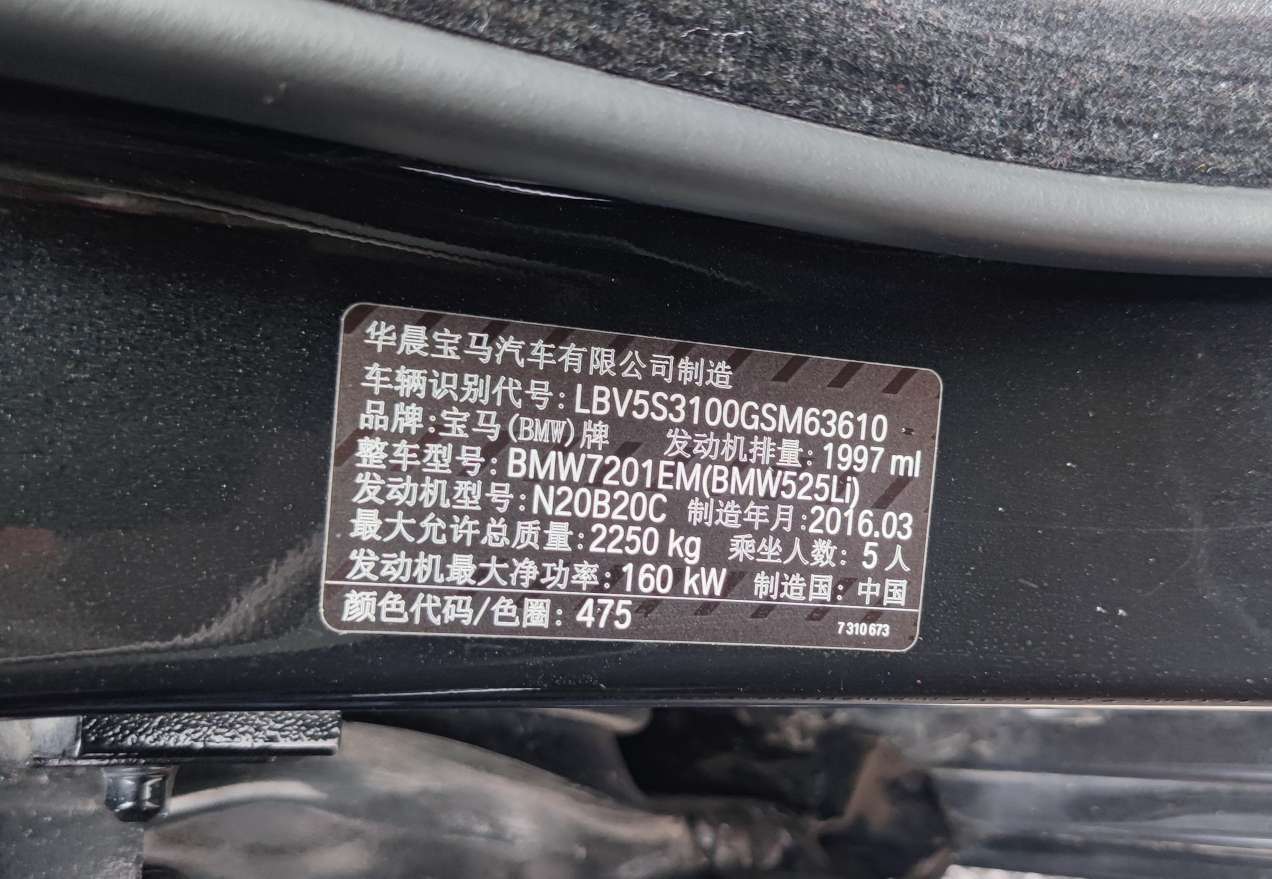 华晨宝马汽车有限公司制造
车辆识别代号: LBV5S3100GSM63610
品牌: 宝马(BMW)牌 发动机排量: 1997 ml
整车型号: BMW7201EM(BMW525Li)
发动机型号: N20B20C 制造年月: 2016.03
最大允许总质量: 2250 kg 乘坐人数: 5 人
发动机最大净功率: 160 kW 制造国: 中国
颜色代码/色圈: 475
7 310 673